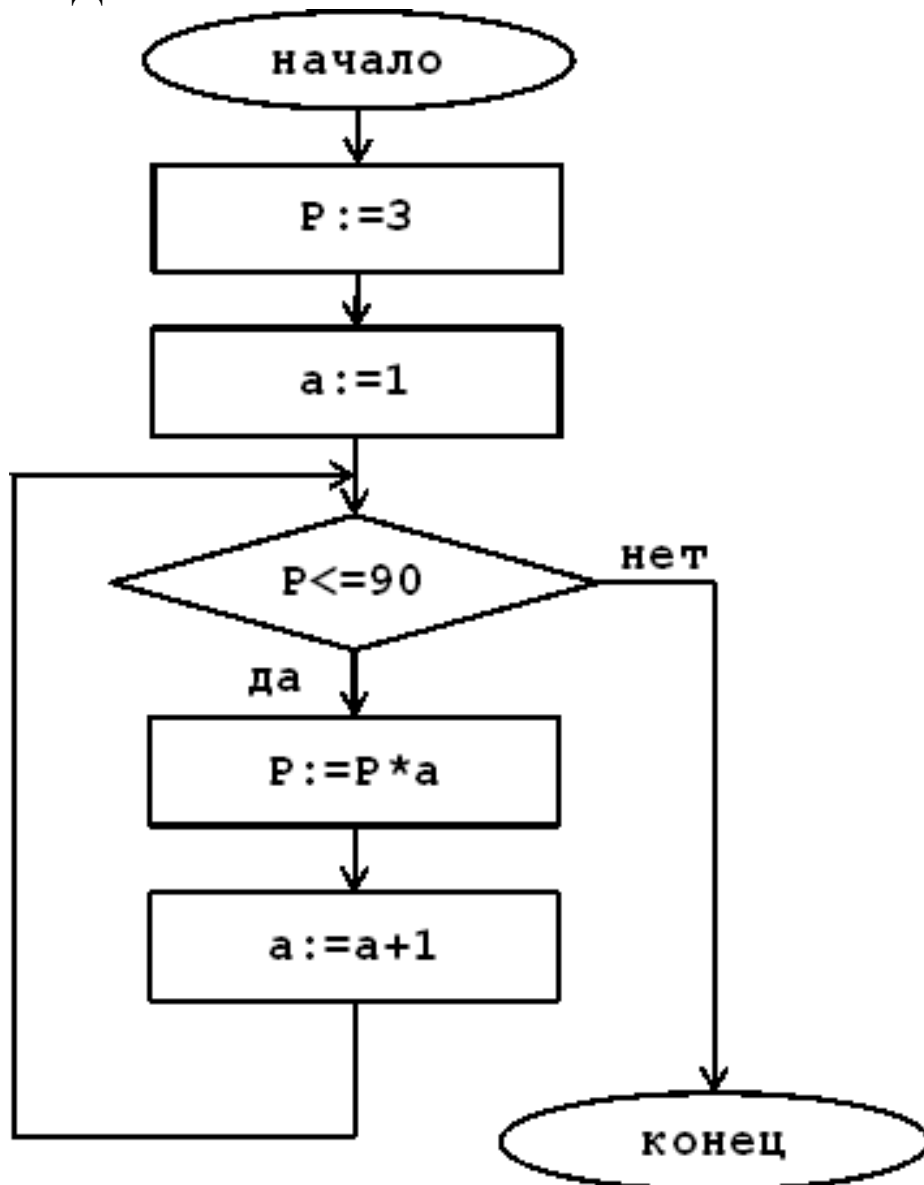 начало
P:=3
a:=1
P<=90
нет
да
P:=P*a
a:=a+1
конец